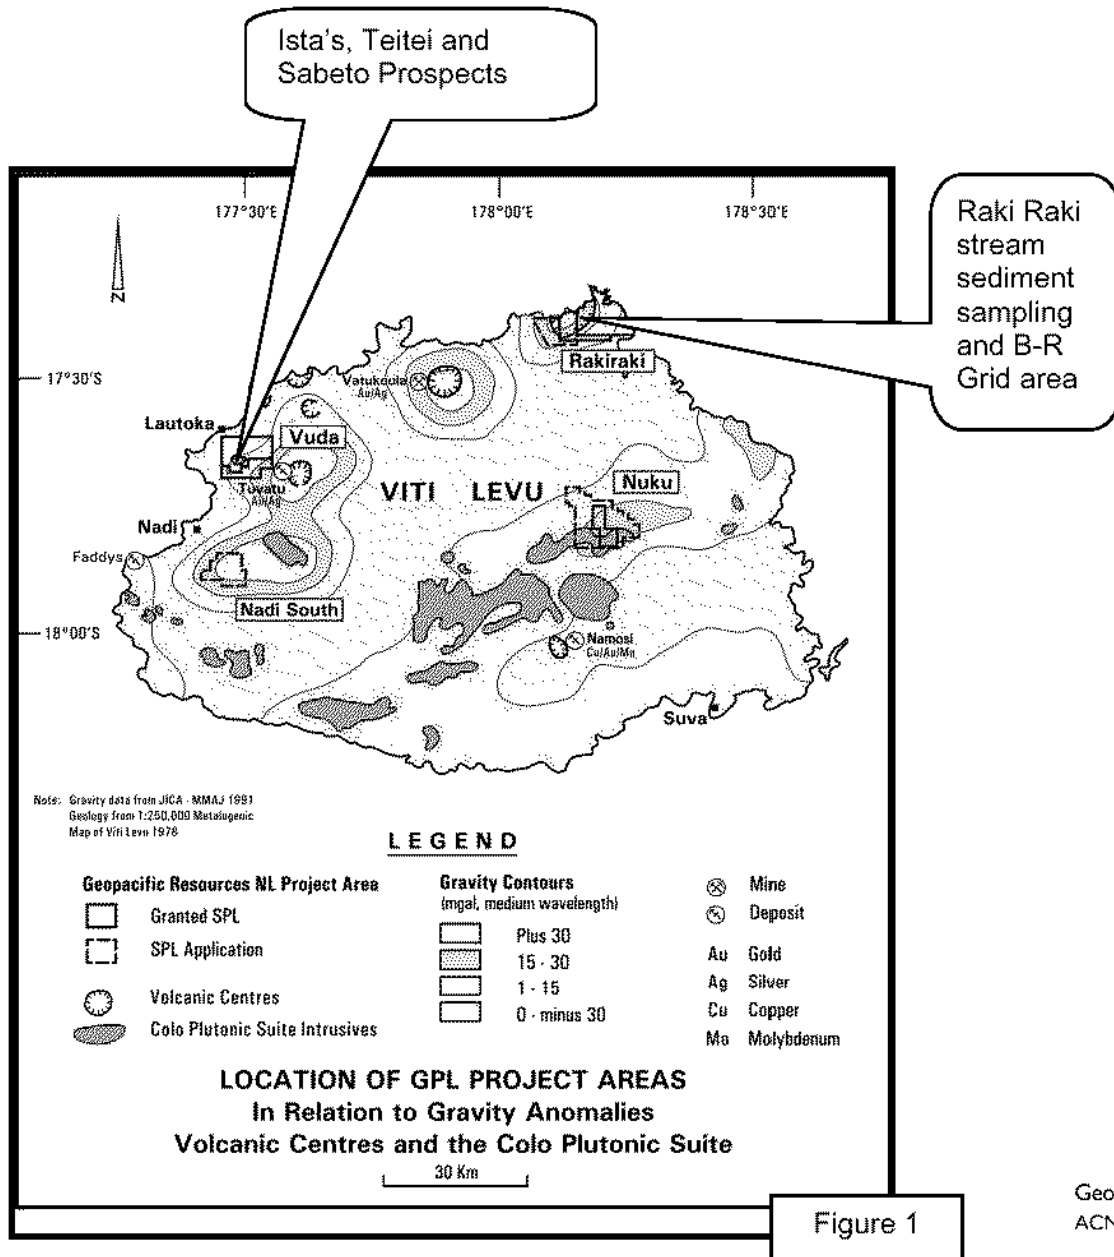 Ista's, Teitei and
Sabeto Prospects
Raki Raki
stream
sediment
sampling
and B-R
Grid area
177°30'E
178°00'E
178°30'E
N
17°30'S
18°00'S
Rakiraki
Vatukoula
Au/Ag
Lautoka
Vuda
Tuvatu
Au/Ag
VITI LEVU
Nuku
Nadi
Faddys
Nadi South
Namosi
Cu/Au/Mo
Suva
Note: Gravity data from JICA - MMAJ 1991
Geology from 1:250,000 Metalogenic
Map of Viti Levu 1978
LEGEND
Geopacific Resources NL Project Area
Granted SPL
SPL Application
Volcanic Centres
Colo Plutonic Suite Intrusives
Gravity Contours
(mgal, medium wavelength)
Plus 30
15 - 30
1 - 15
0 - minus 30
Mine
Deposit
Au Gold
Ag Silver
Cu Copper
Mo Molybdenum
LOCATION OF GPL PROJECT AREAS
In Relation to Gravity Anomalies
Volcanic Centres and the Colo Plutonic Suite
30 Km
Figure 1
Geo
ACN